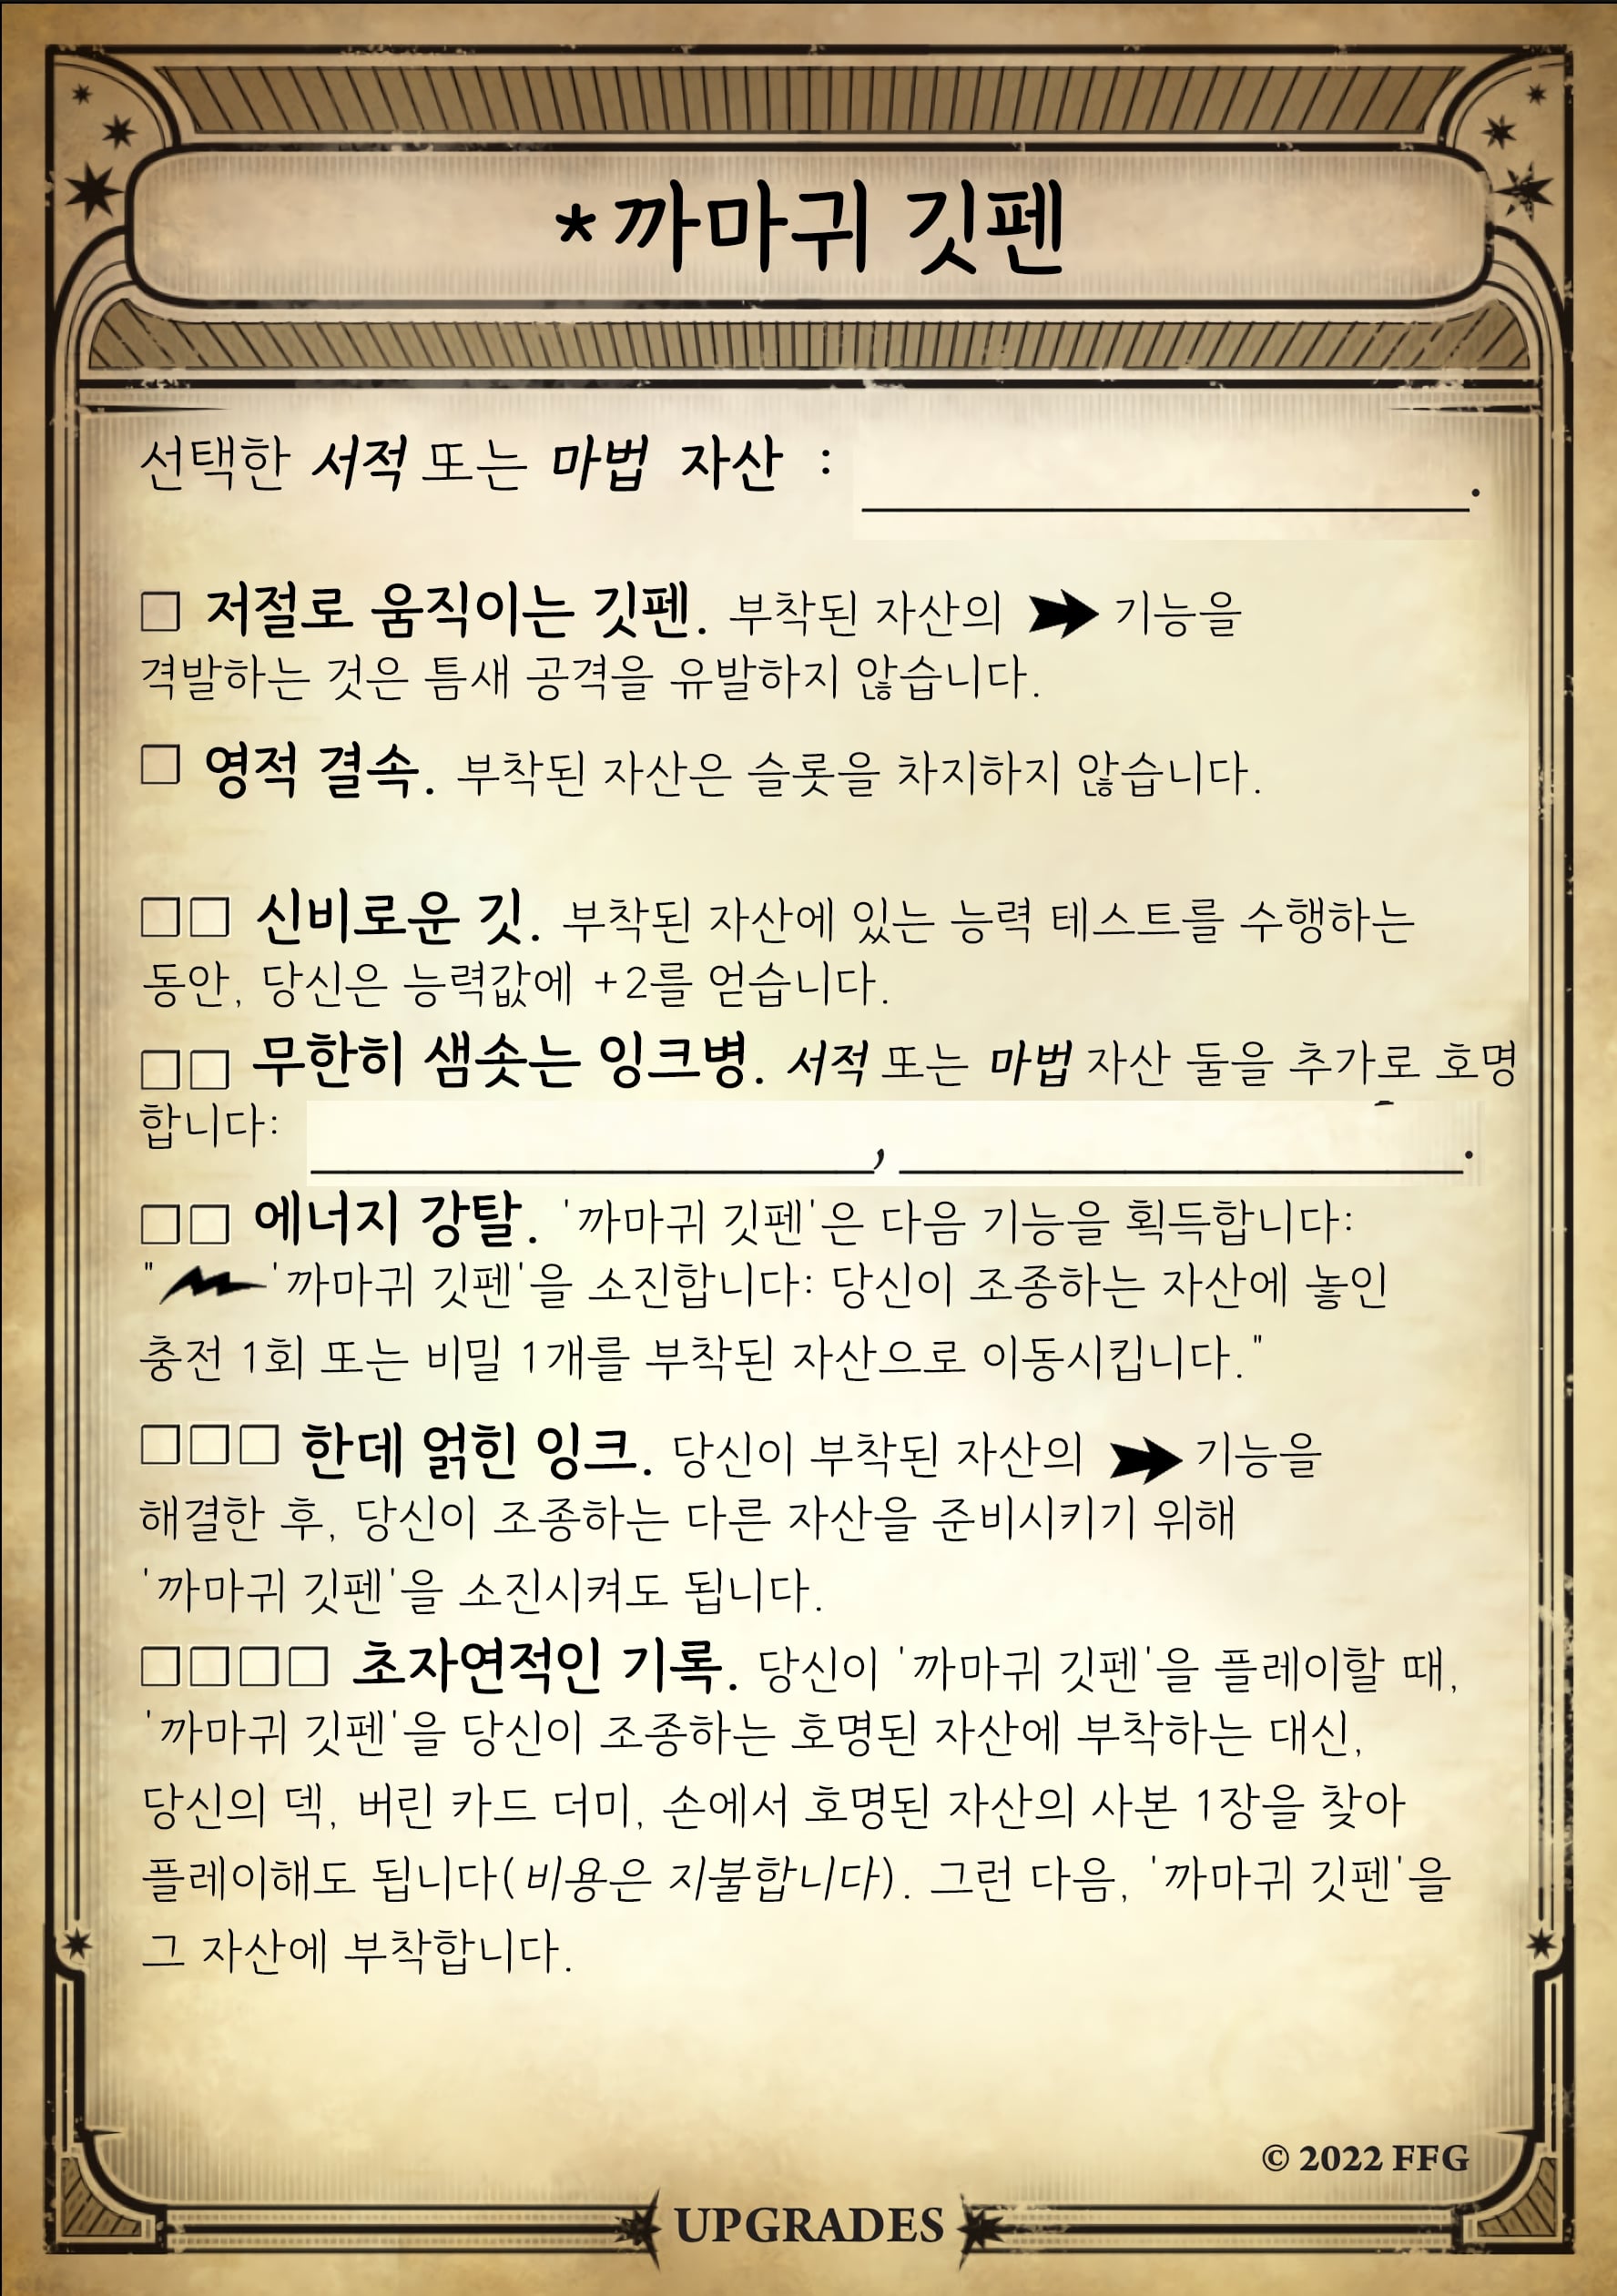 *까마귀 깃펜
선택한 서적 또는 마법 자산 : ____________.
□ 저절로 움직이는 깃펜. 부착된 자산의 ➡ 기능을
격발하는 것은 틈새 공격을 유발하지 않습니다.
□ 영적 결속. 부착된 자산은 슬롯을 차지하지 않습니다.
□□ 신비로운 깃. 부착된 자산에 있는 능력 테스트를 수행하는
동안, 당신은 능력값에 +2를 얻습니다.
□□ 무한히 샘솟는 잉크병. 서적 또는 마법 자산 둘을 추가로 호명
합니다: ____________, ____________.
□□ 에너지 강탈. '까마귀 깃펜'은 다음 기능을 획득합니다:
"⚡'까마귀 깃펜'을 소진합니다: 당신이 조종하는 자산에 놓인
충전 1회 또는 비밀 1개를 부착된 자산으로 이동시킵니다."
□□□ 한데 얽힌 잉크. 당신이 부착된 자산의 ➡ 기능을
해결한 후, 당신이 조종하는 다른 자산을 준비시키기 위해
'까마귀 깃펜'을 소진시켜도 됩니다.
□□□□ 초자연적인 기록. 당신이 '까마귀 깃펜'을 플레이할 때,
'까마귀 깃펜'을 당신이 조종하는 호명된 자산에 부착하는 대신,
당신의 덱, 버린 카드 더미, 손에서 호명된 자산의 사본 1장을 찾아
플레이해도 됩니다(비용은 지불합니다). 그런 다음, '까마귀 깃펜'을
그 자산에 부착합니다.
© 2022 FFG
UPGRADES